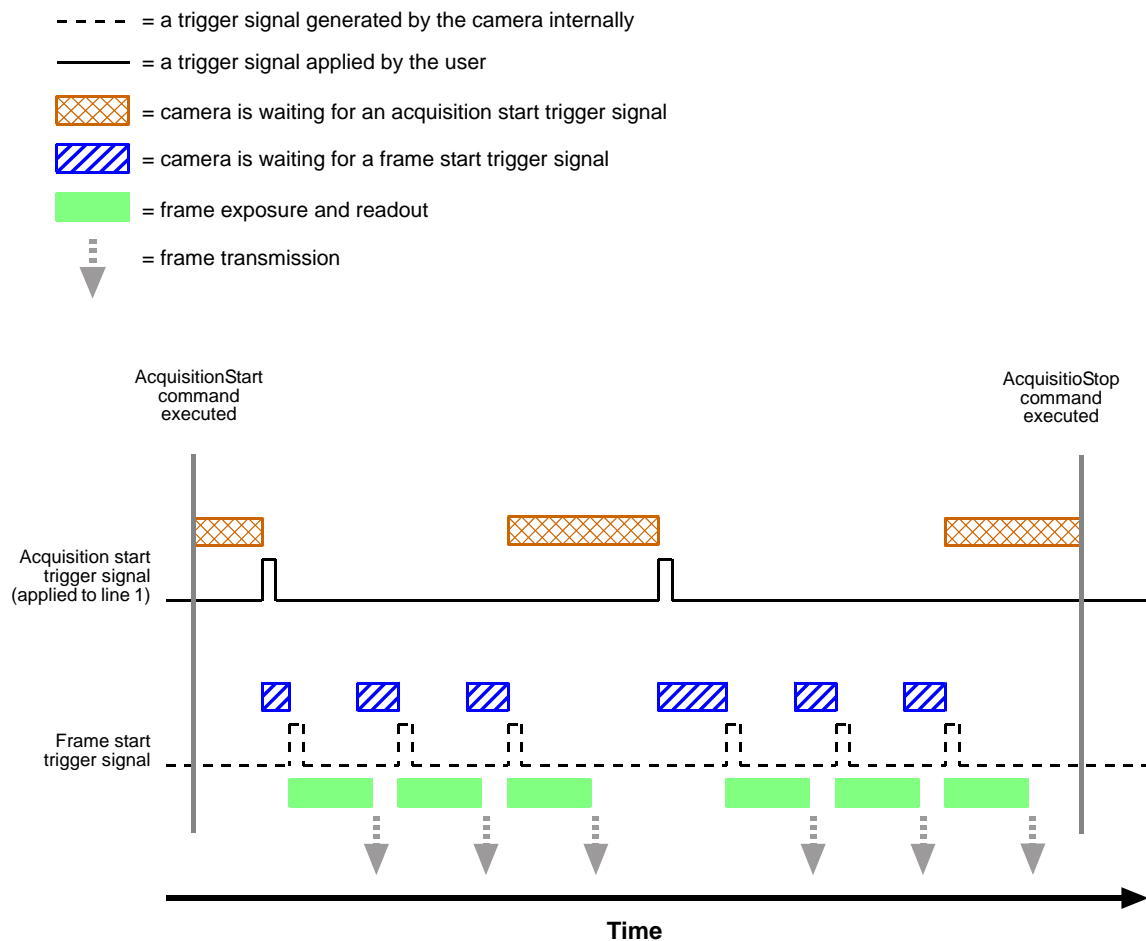 = a trigger signal generated by the camera internally
= a trigger signal applied by the user
= camera is waiting for an acquisition start trigger signal
= camera is waiting for a frame start trigger signal
= frame exposure and readout
= frame transmission
AcquisitionStart
command
executed
AcquisitioStop
command
executed
Acquisition start
trigger signal
(applied to line 1)
Frame start
trigger signal
Time